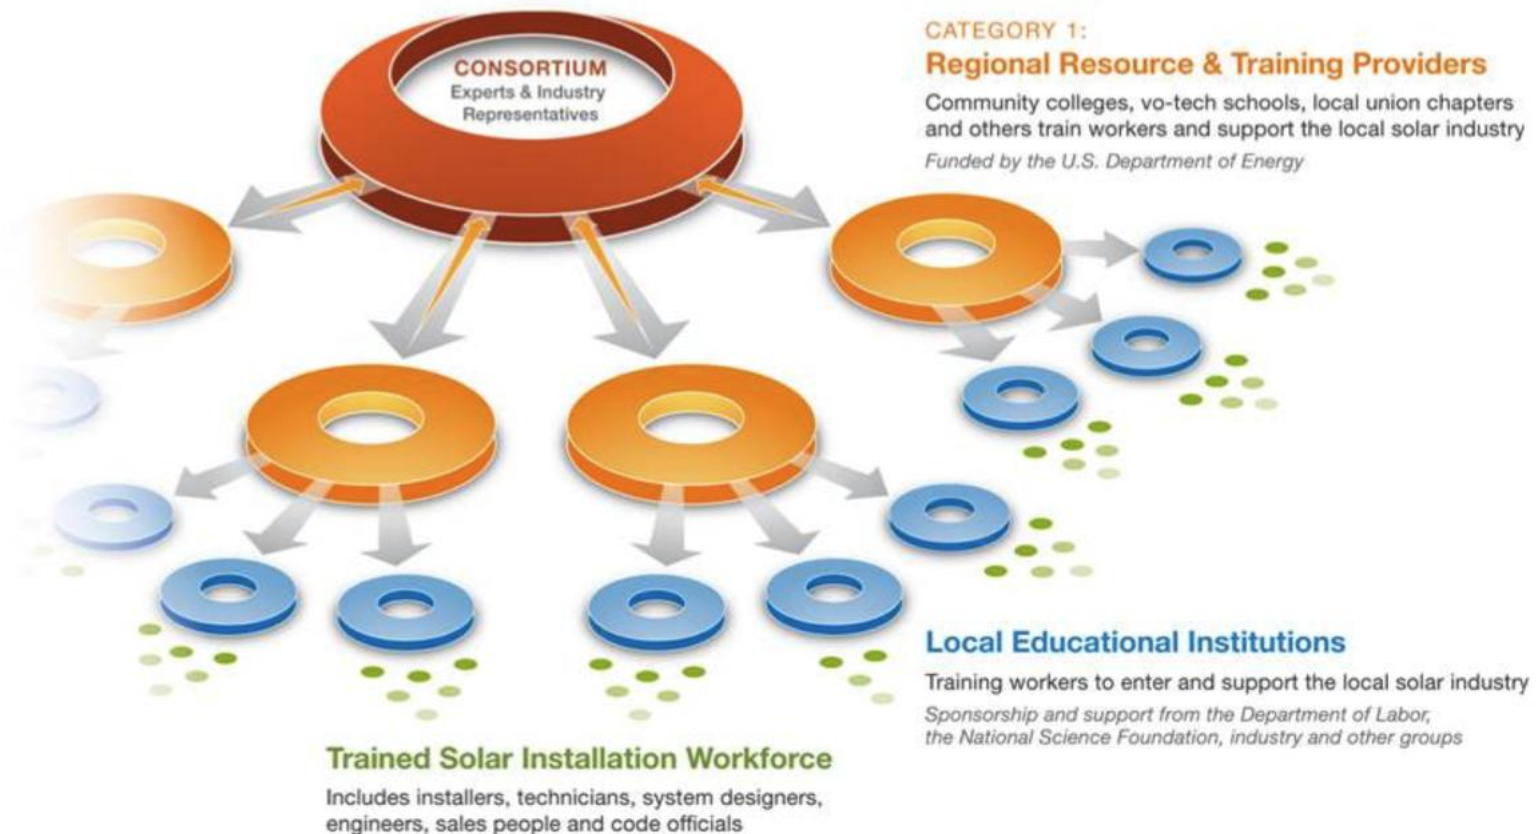 CONSORTIUM
Experts & Industry
Representatives
CATEGORY 1:
Regional Resource & Training Providers
Community colleges, vo-tech schools, local union chapters
and others train workers and support the local solar industry
Funded by the U.S. Department of Energy
Local Educational Institutions
Training workers to enter and support the local solar industry
Sponsorship and support from the Department of Labor,
the National Science Foundation, industry and other groups
Trained Solar Installation Workforce
Includes installers, technicians, system designers,
engineers, sales people and code officials